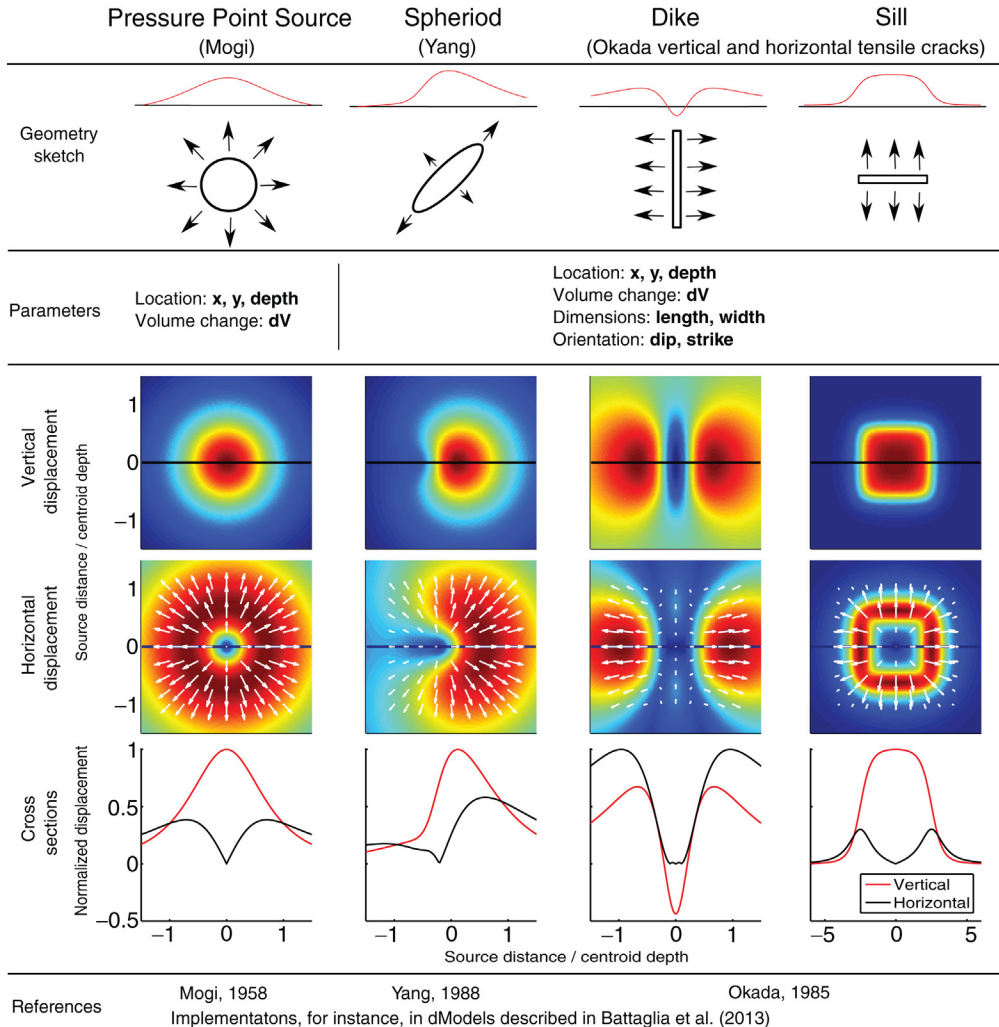 Pressure Point Source
(Mogi)
Spheriod
(Yang)
Dike
Sill
(Okada vertical and horizontal tensile cracks)
Geometry
sketch
Parameters
Location: x, y, depth
Volume change: dV
Location: x, y, depth
Volume change: dV
Dimensions: length, width
Orientation: dip, strike
Vertical
displacement
Horizontal
displacement
Source distance / centroid depth
1
0
−1
1
0
−1
Cross
sections
Normalized displacement
1
0.5
0
−0.5
−1 0 1
−1 0 1
−1 0 1
−5 0 5
Vertical
Horizontal
Source distance / centroid depth
References
Mogi, 1958
Yang, 1988
Okada, 1985
Implementatons, for instance, in dModels described in Battaglia et al. (2013)